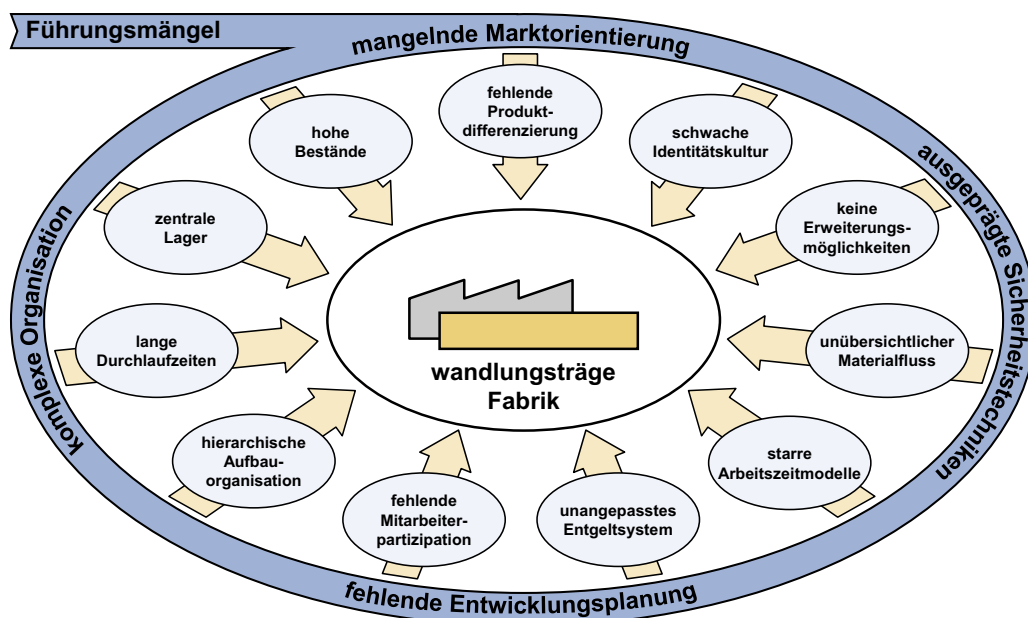 Führungsmängel
mangelnde Marktorientierung
ausgeprägte Sicherheitstechniken
fehlende Entwicklungsplanung
komplexe Organisation
fehlende
Produkt-
differenzierung
schwache
Identitätskultur
keine
Erweiterungs-
möglichkeiten
unübersichtlicher
Materialfluss
starre
Arbeitszeitmodelle
unangepasstes
Entgeltsystem
fehlende
Mitarbeiter-
partizipation
hierarchische
Aufbau-
organisation
lange
Durchlaufzeiten
zentrale
Lager
hohe
Bestände
wandlungsträge
Fabrik